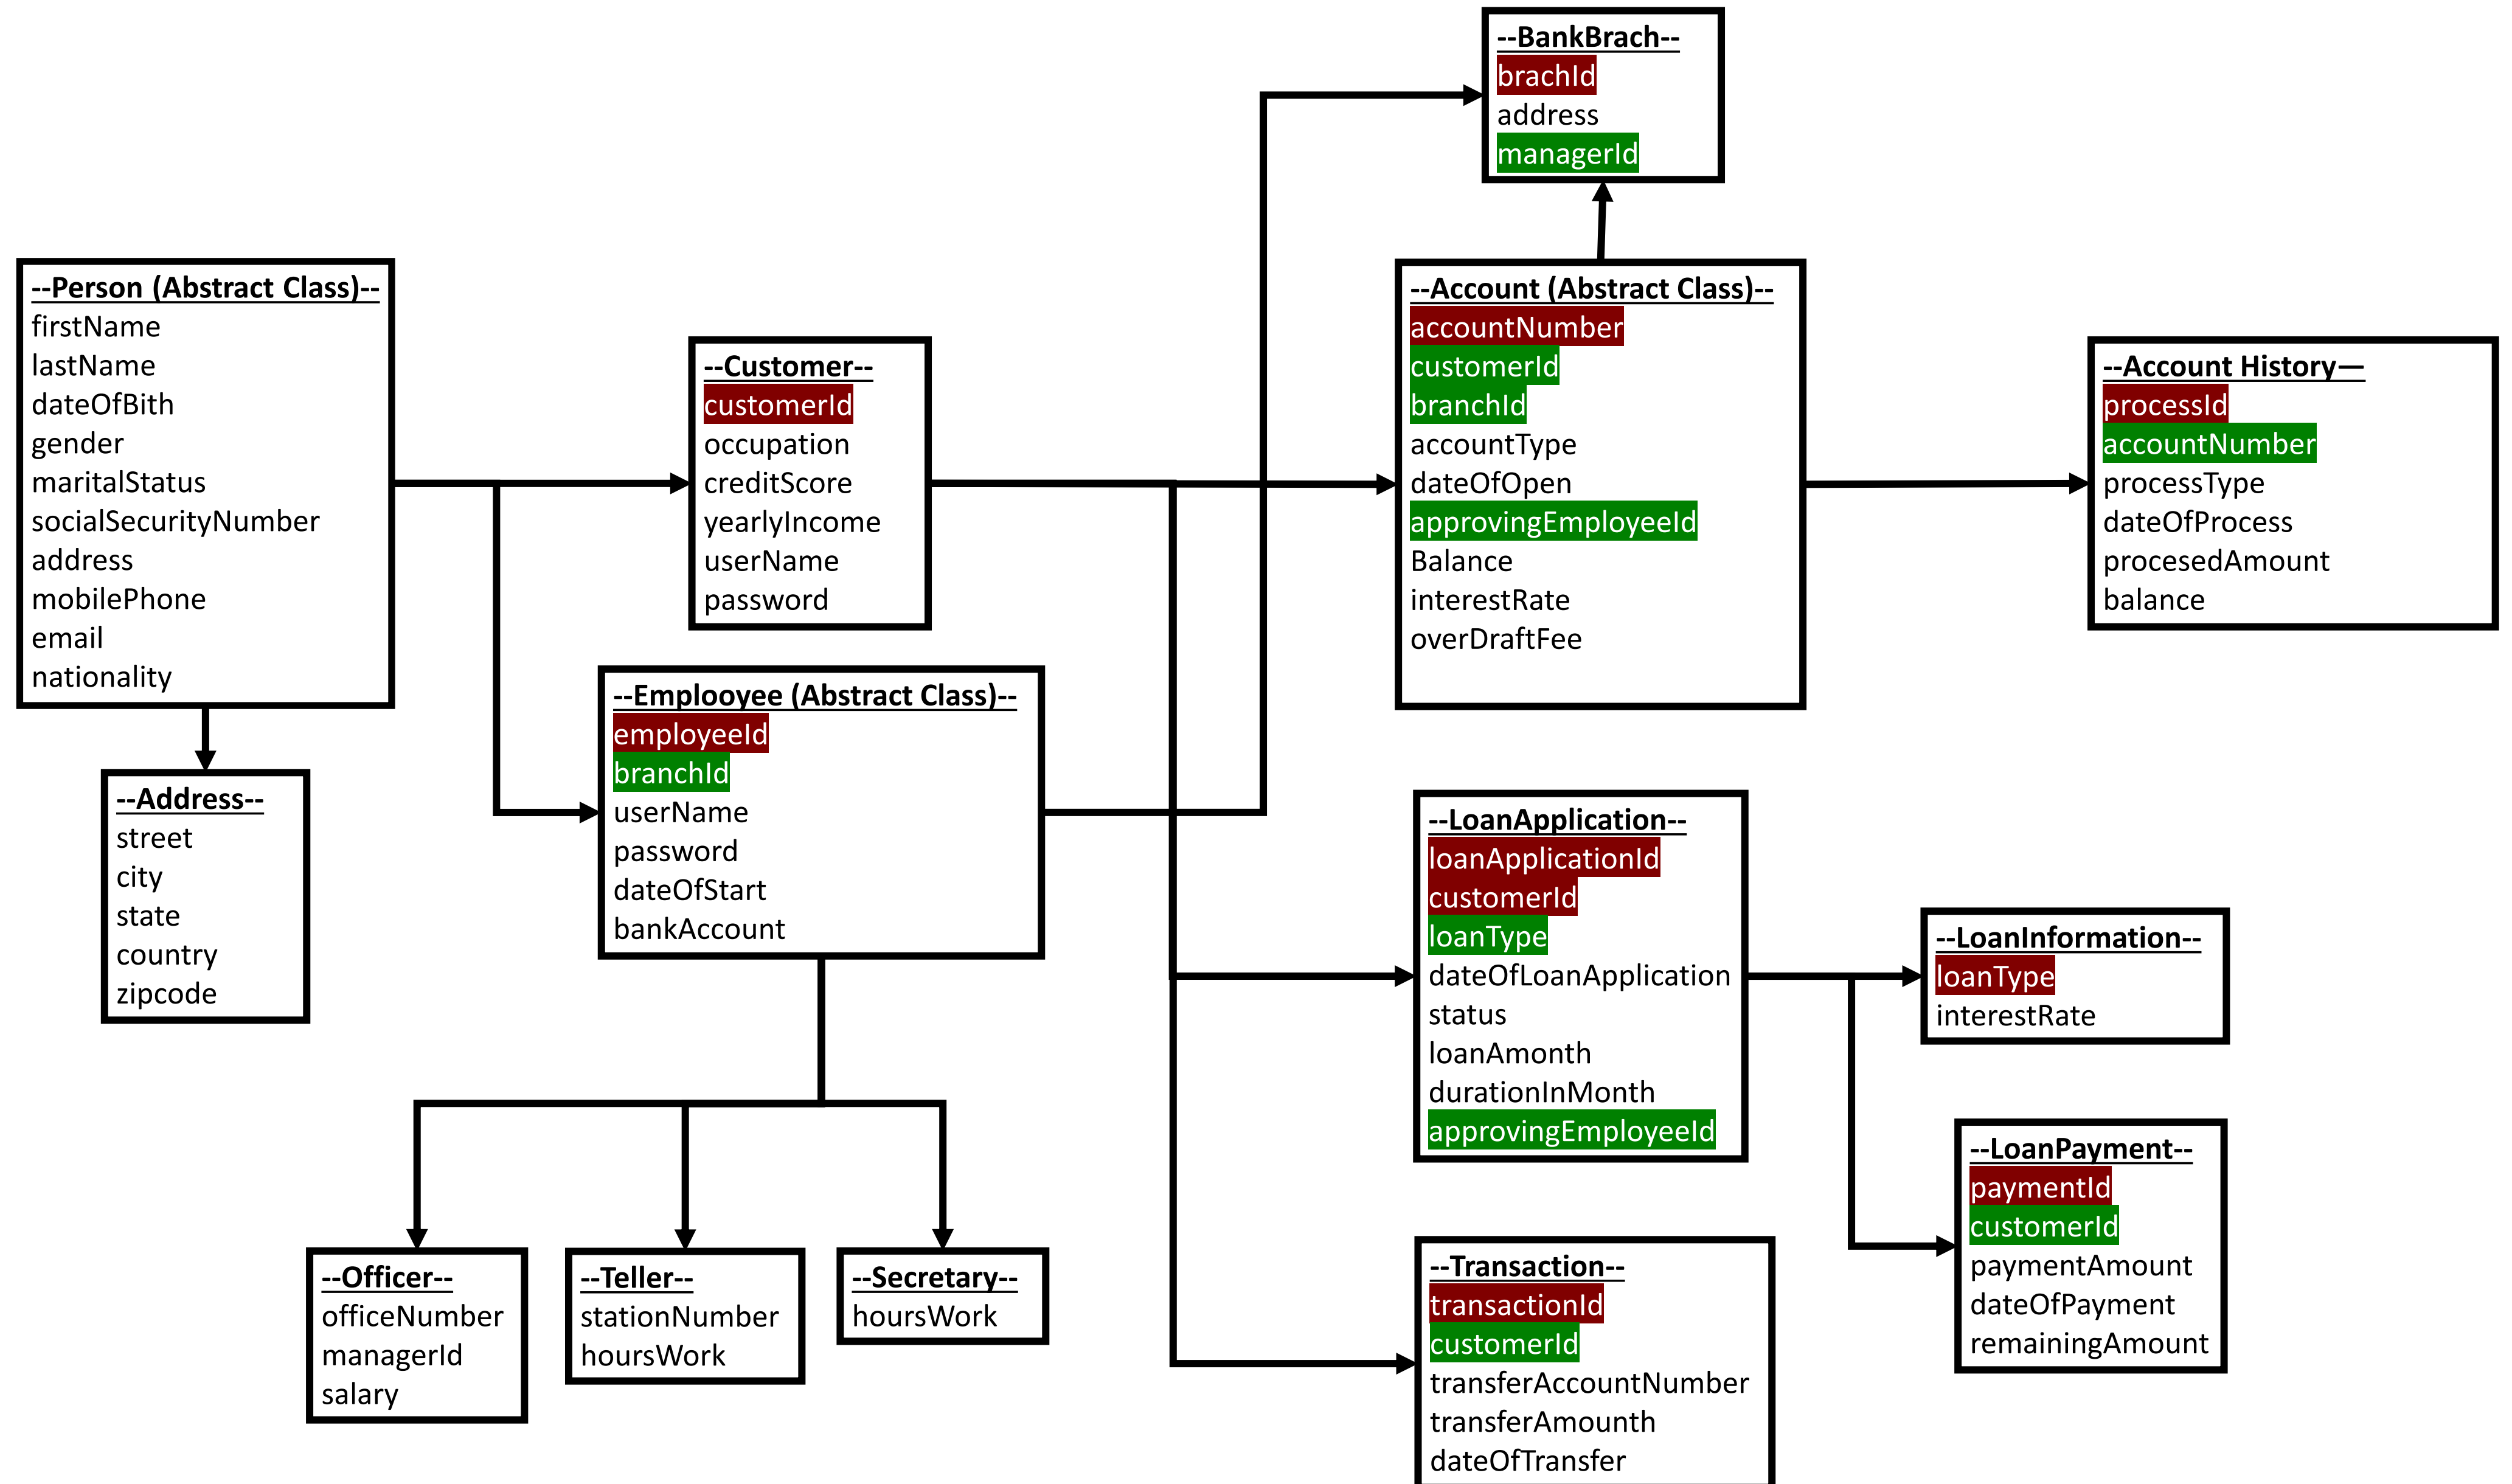 --BankBrach--
brachId
address
managerId
--Person (Abstract Class)--
firstName
lastName
dateOfBith
gender
maritalStatus
socialSecurityNumber
address
mobilePhone
email
nationality
--Customer--
customerId
occupation
creditScore
yearlyIncome
userName
password
--Account (Abstract Class)--
accountNumber
customerId
branchId
accountType
dateOfOpen
approvingEmployeeId
Balance
interestRate
overDraftFee
--Account History—
processId
accountNumber
processType
dateOfProcess
procesedAmount
balance
--Emplooyee (Abstract Class)--
employeeId
branchId
userName
password
dateOfStart
bankAccount
--Address--
street
city
state
country
zipcode
--LoanApplication--
loanApplicationId
customerId
loanType
dateOfLoanApplication
status
loanAmonth
durationInMonth
approvingEmployeeId
--LoanInformation--
loanType
interestRate
--LoanPayment--
paymentId
customerId
paymentAmount
dateOfPayment
remainingAmount
--Officer--
officeNumber
managerId
salary
--Teller--
stationNumber
hoursWork
--Secretary--
hoursWork
--Transaction--
transactionId
customerId
transferAccountNumber
transferAmounth
dateOfTransfer